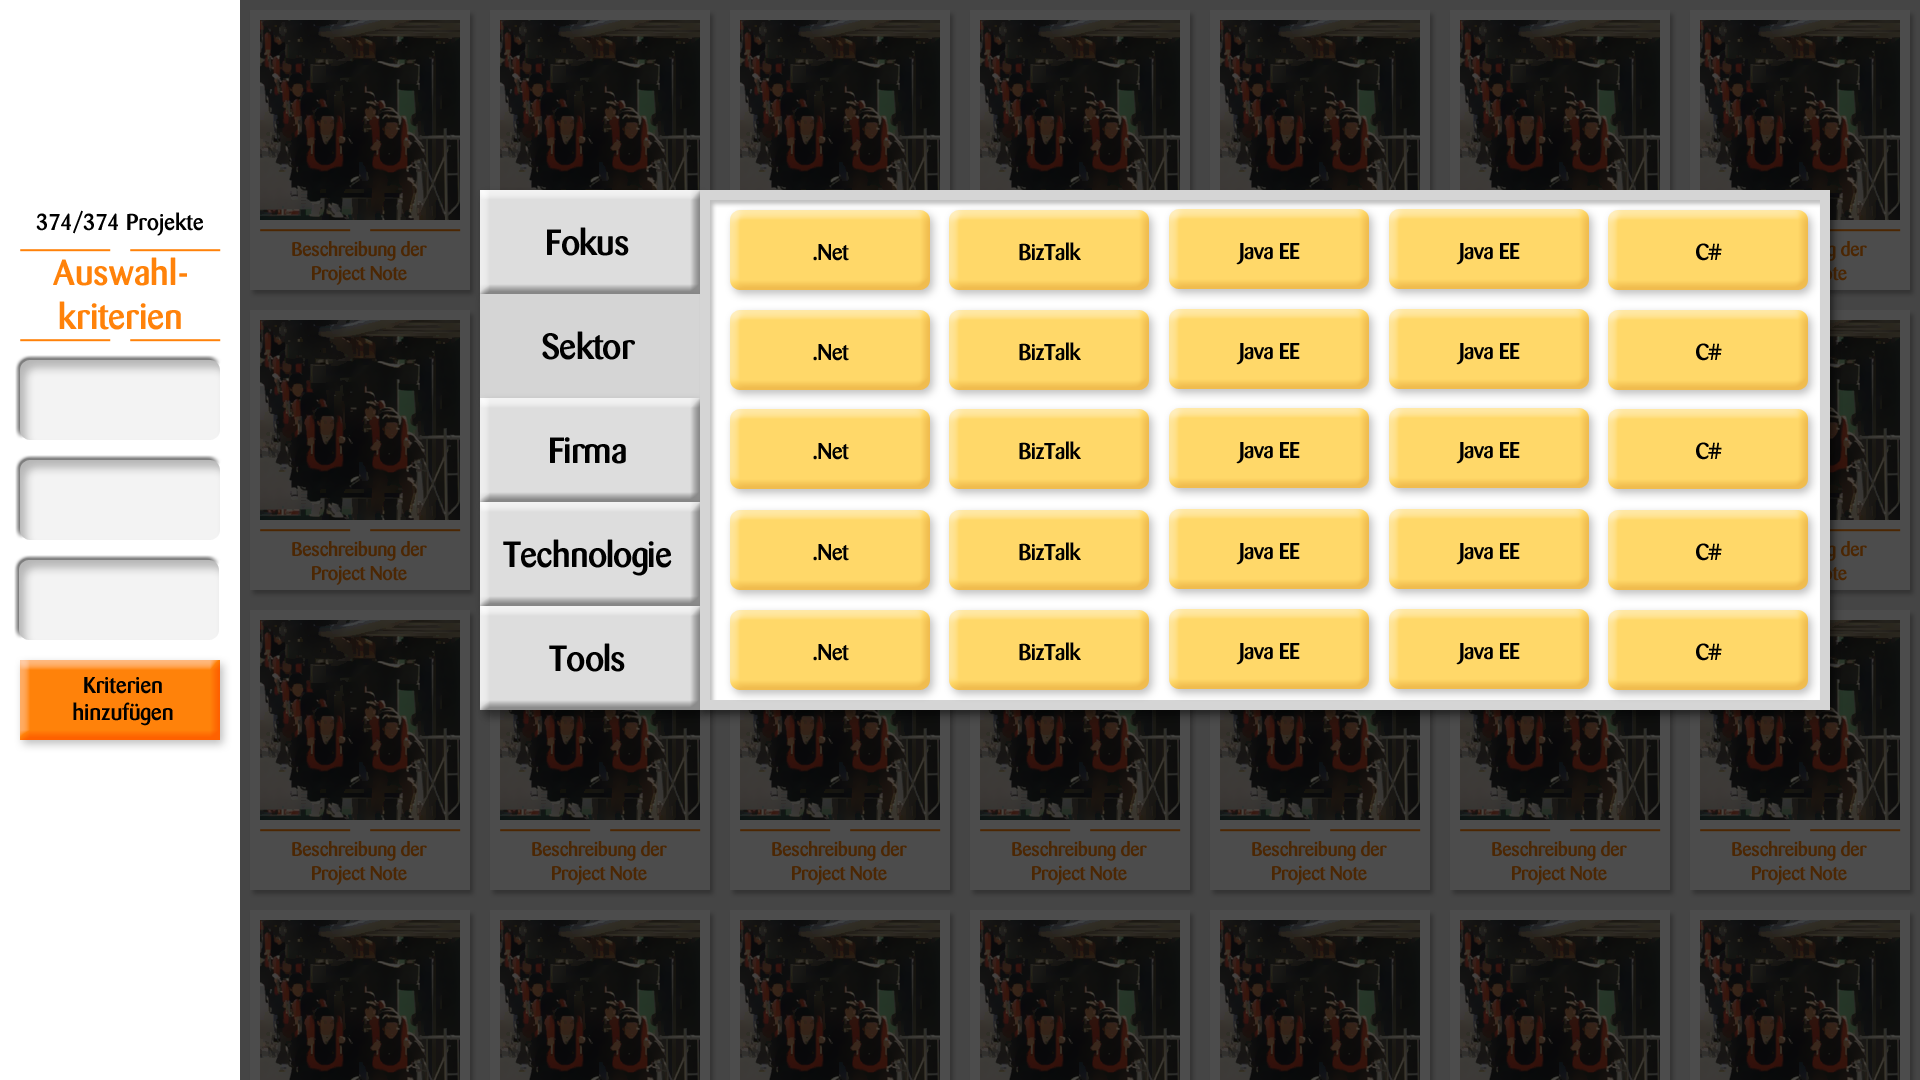 374/374 Projekte
Auswahl-
kriterien
Kriterien
hinzufügen
Fokus
Sektor
Firma
Technologie
Tools
.Net BizTalk Java EE Java EE C#
.Net BizTalk Java EE Java EE C#
.Net BizTalk Java EE Java EE C#
.Net BizTalk Java EE Java EE C#
.Net BizTalk Java EE Java EE C#
Beschreibung der
Project Note
g der
te
Beschreibung der
Project Note
g der
te
Beschreibung der
Project Note
Beschreibung der
Project Note
Beschreibung der
Project Note
Beschreibung der
Project Note
Beschreibung der
Project Note
Beschreibung der
Project Note
Beschreibung der
Project Note